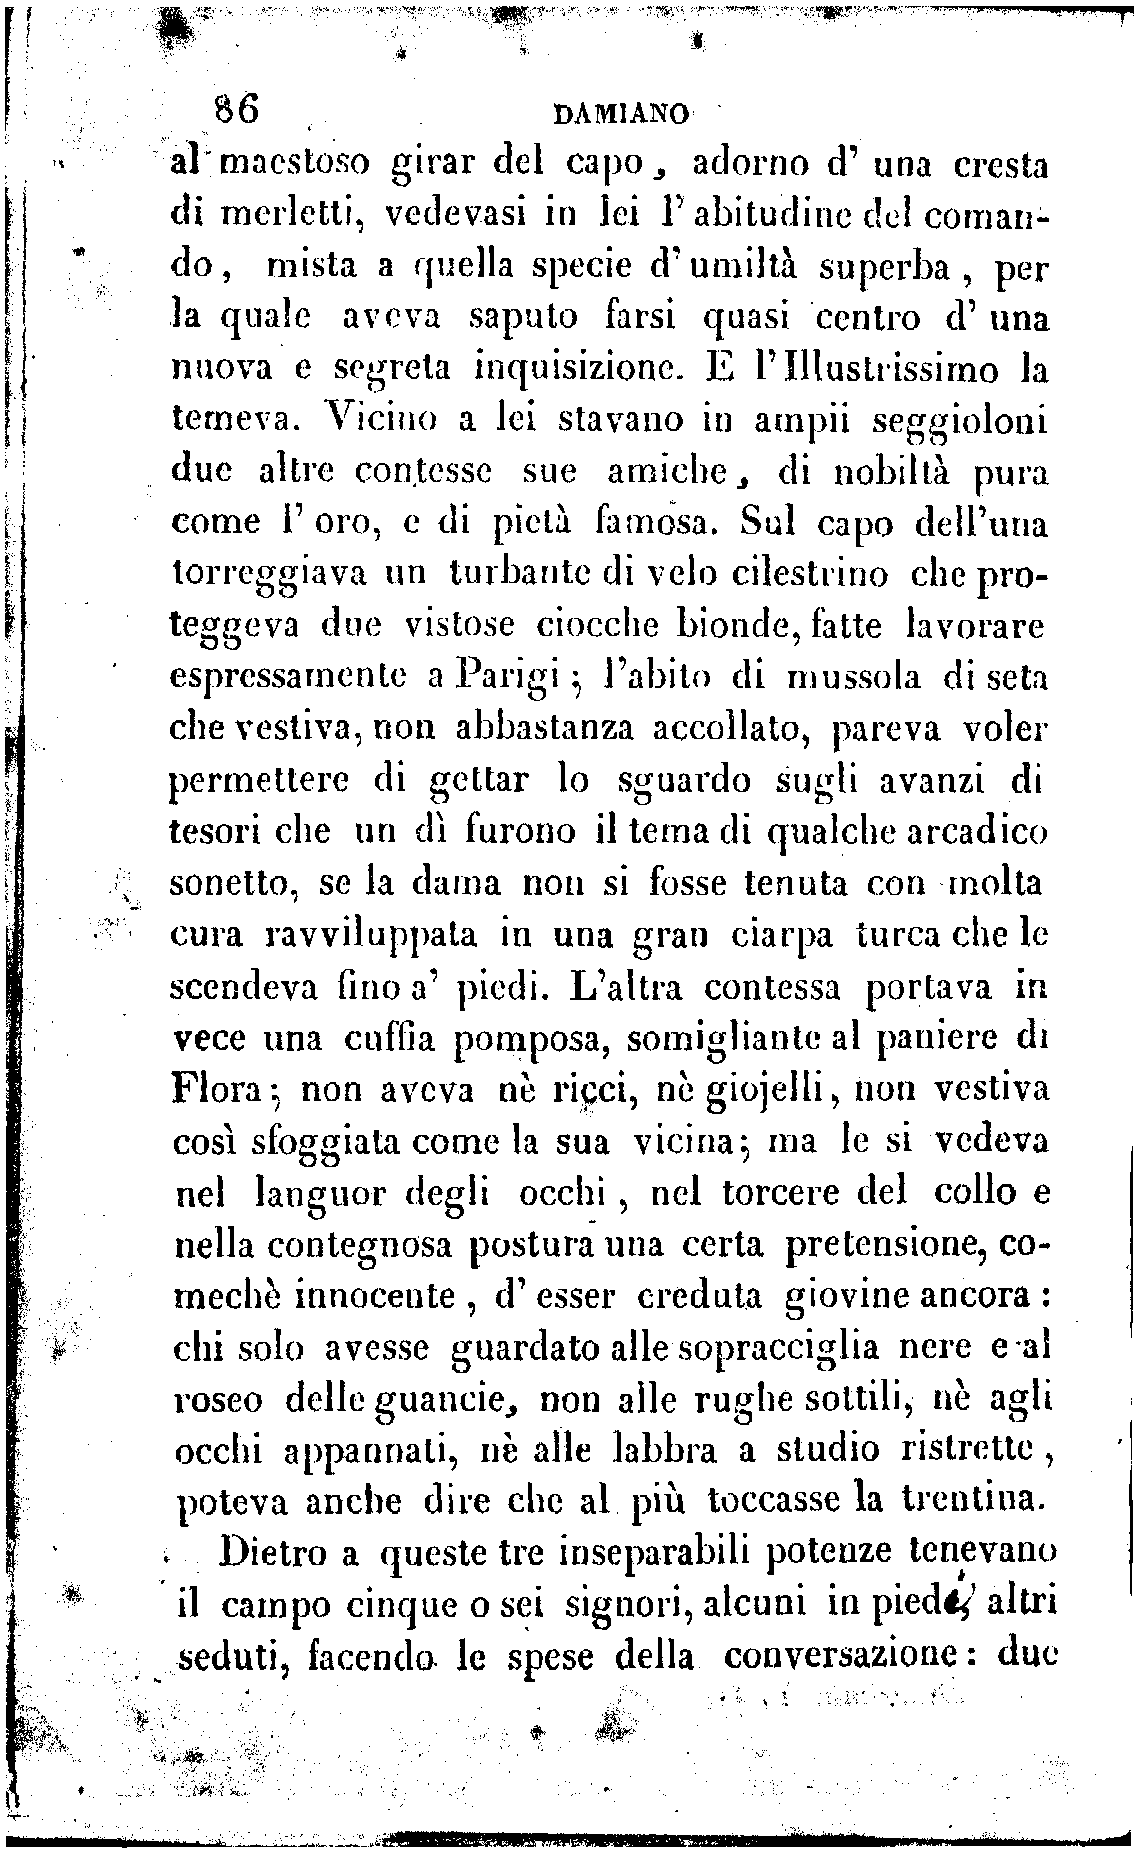 86 DAMIANO
al maestoso girar del capo, adorno d' una cresta
di merletti, vedevasi in lei l' abitudine del coman-
do, mista a quella specie d' umiltà superba, per
la quale aveva saputo farsi quasi centro d' una
nuova e segreta inquisizione. E l'Illustrissimo la
temeva. Vicino a lei stavano in ampii seggioloni
due altre contesse sue amiche, di nobiltà pura
come l' oro, e di pietà famosa. Sul capo dell'una
torreggiava un turbante di velo cilestrino che pro-
teggeva due vistose ciocche bionde, fatte lavorare
espressamente a Parigi; l'abito di mussola di seta
che vestiva, non abbastanza accollato, pareva voler
permettere di gettar lo sguardo sugli avanzi di
tesori che un dì furono il tema di qualche arcadico
sonetto, se la dama non si fosse tenuta con molta
cura ravviluppata in una gran ciarpa turca che le
scendeva fino a' piedi. L'altra contessa portava in
vece una cuffia pomposa, somigliante al paniere di
Flora; non aveva nè ricci, nè giojelli, non vestiva
così sfoggiata come la sua vicina; ma le si vedeva
nel languor degli occhi, nel torcere del collo e
nella contegnosa postura una certa pretensione, co-
mechè innocente, d' esser creduta giovine ancora:
chi solo avesse guardato alle sopracciglia nere e al
roseo delle guancie, non alle rughe sottili, nè agli
occhi appannati, nè alle labbra a studio ristrette,
poteva anche dire che al più toccasse la trentina.
Dietro a queste tre inseparabili potenze tenevano
il campo cinque o sei signori, alcuni in piedi, altri
seduti, facendo le spese della conversazione: due